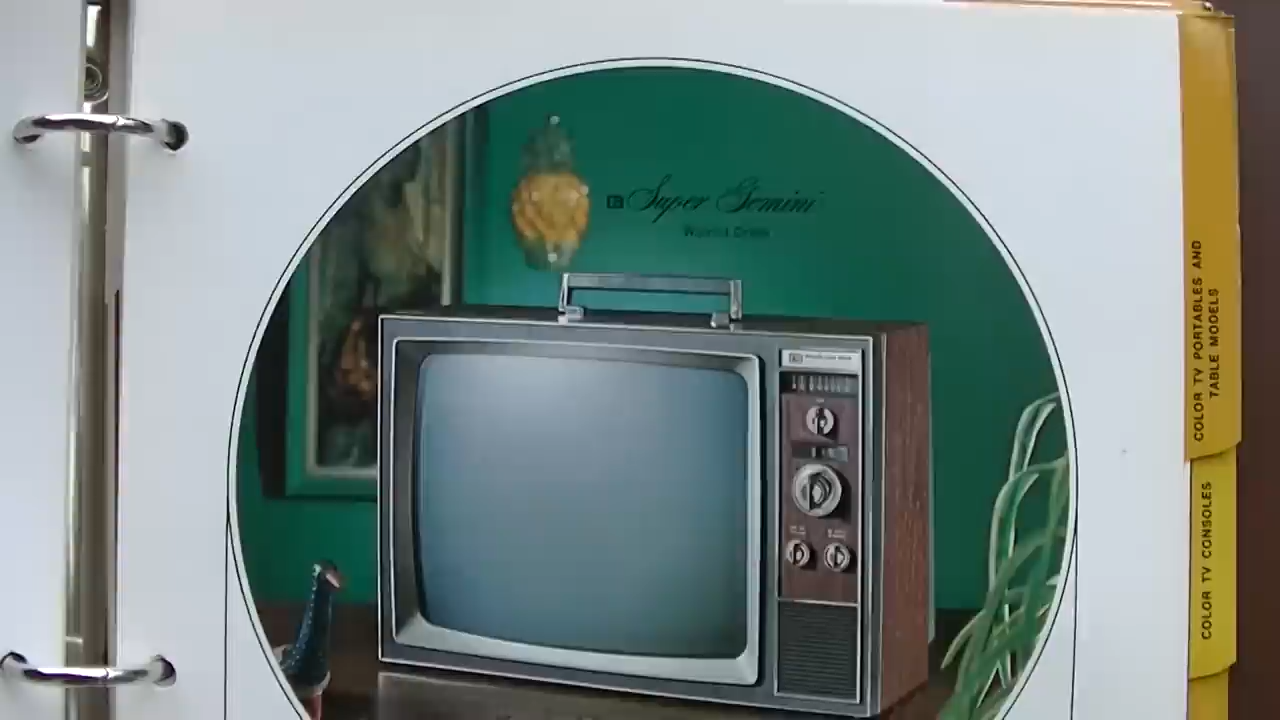 Super Gemini
COLOR TV PORTABLES AND
TABLE MODELS
COLOR TV CONSOLES